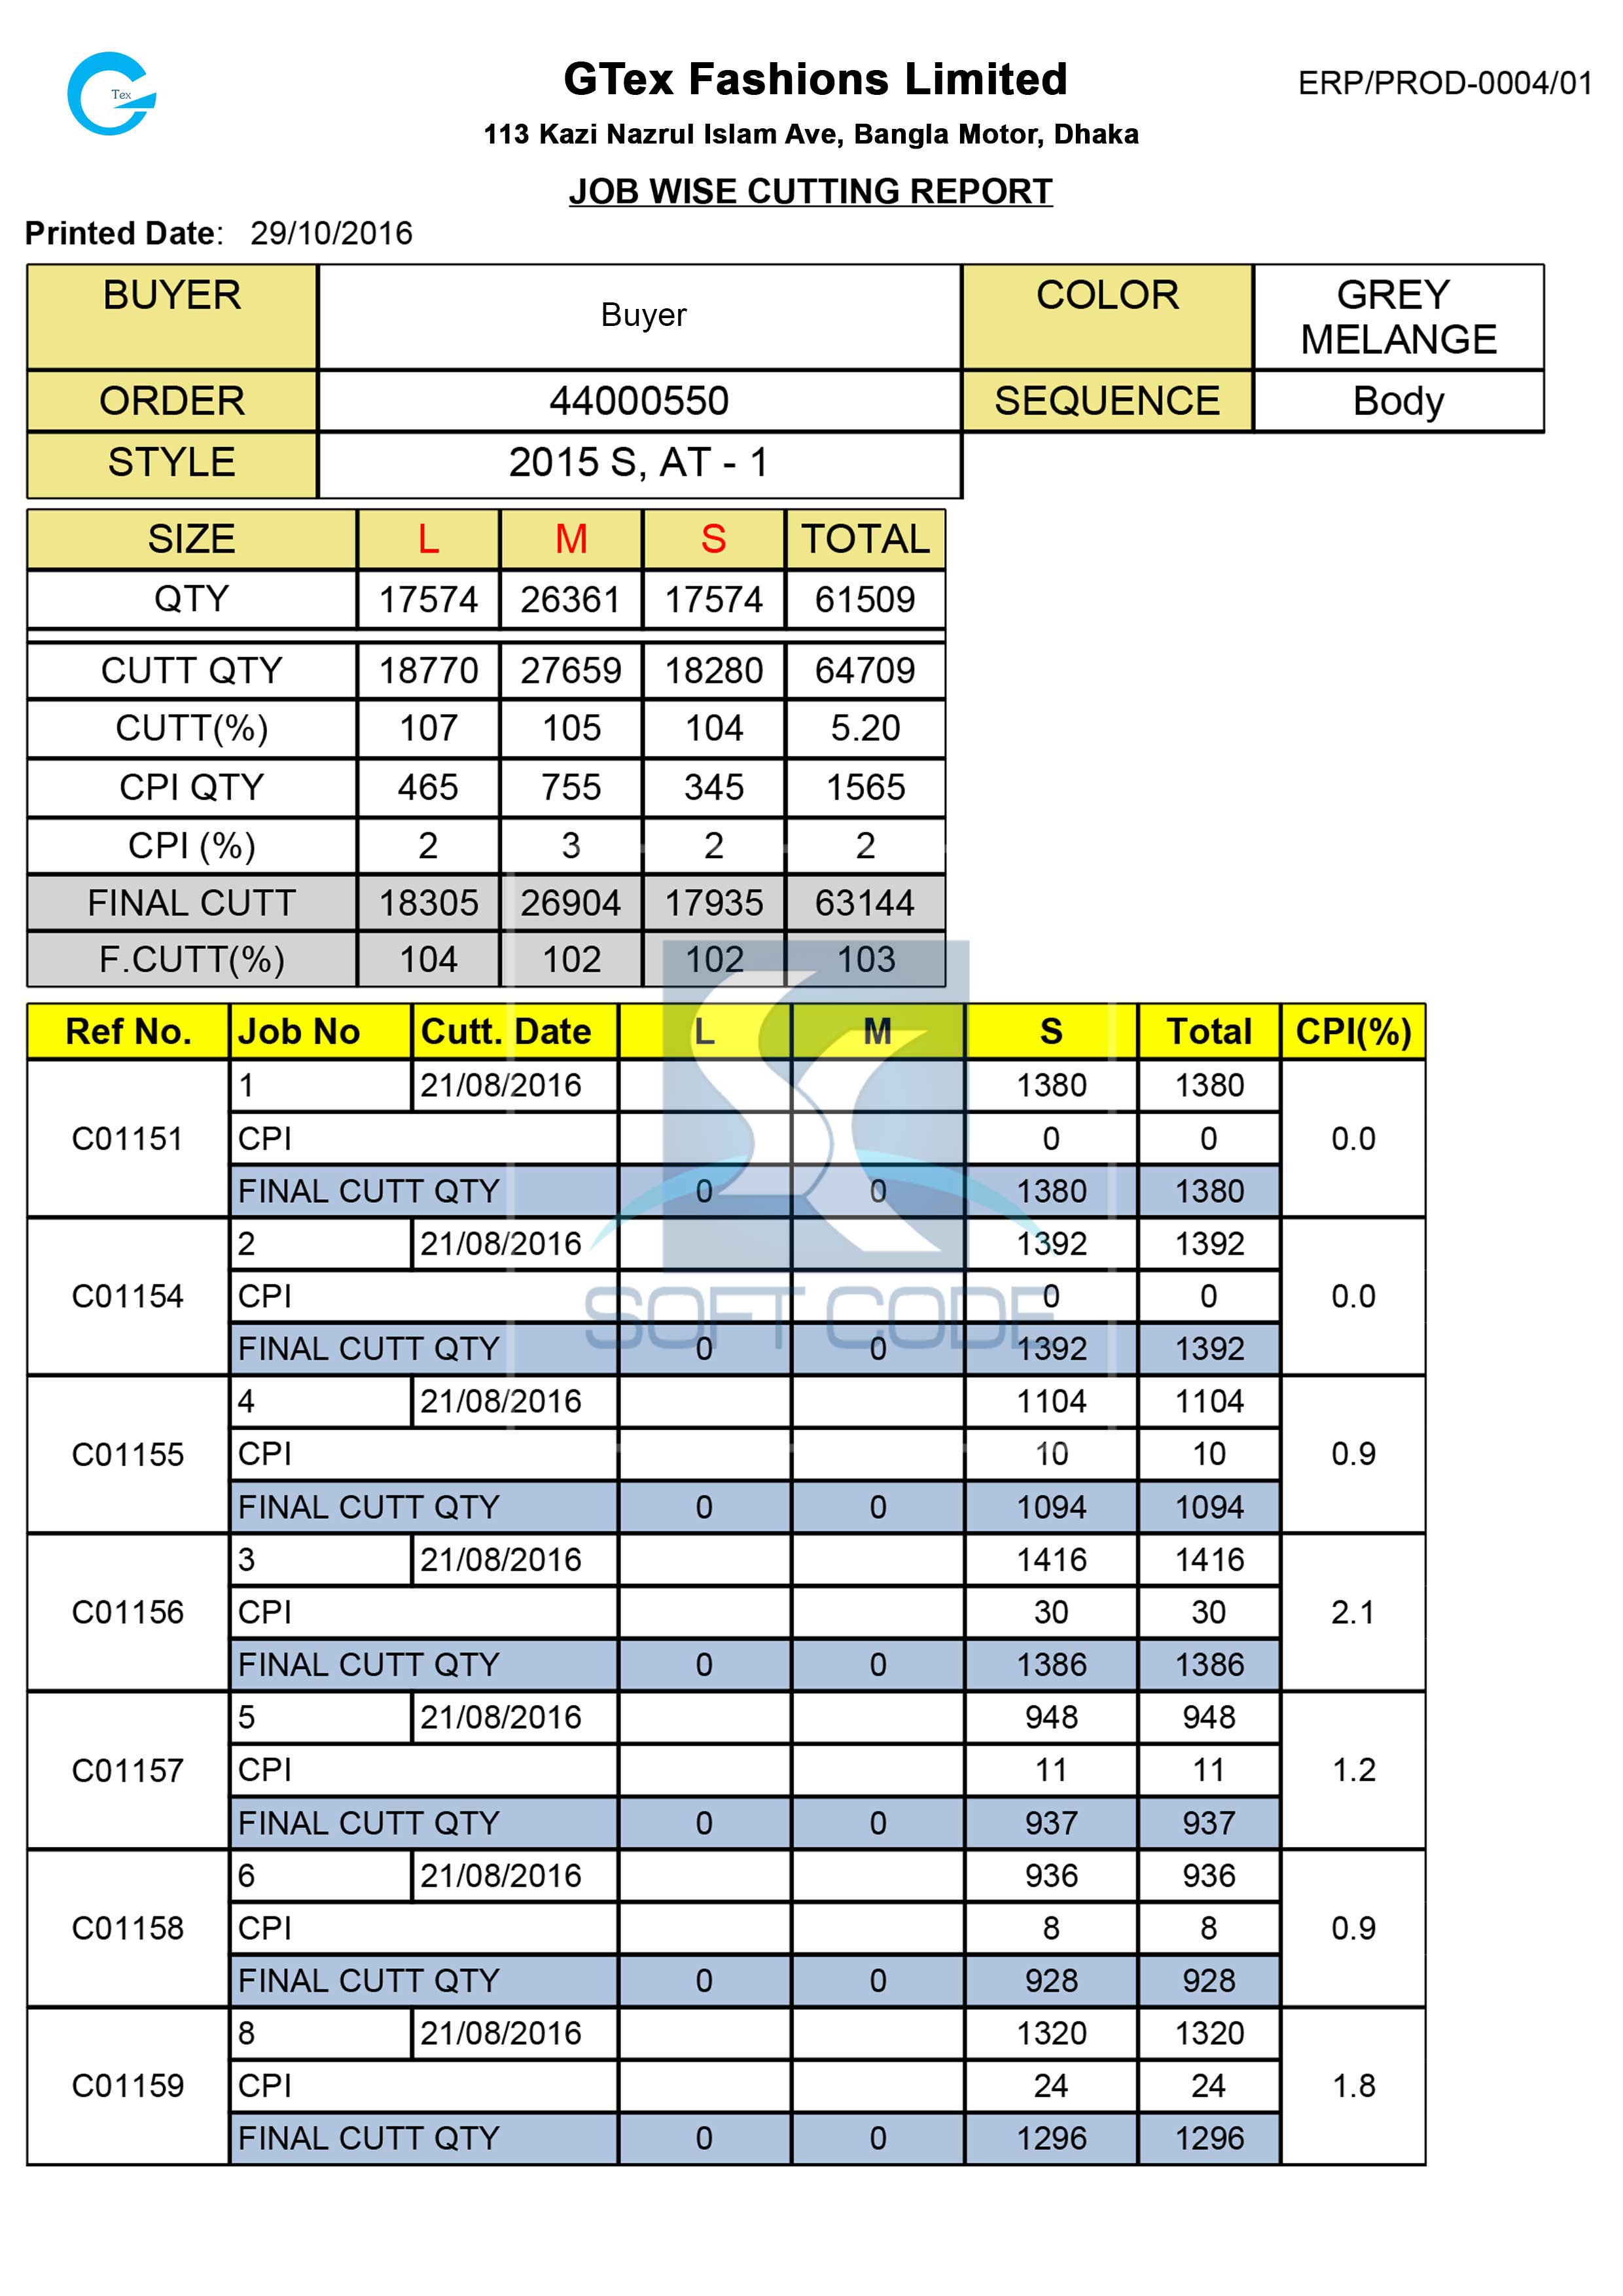 Tex
GTex Fashions Limited
ERP/PROD-0004/01
113 Kazi Nazrul Islam Ave, Bangla Motor, Dhaka
JOB WISE CUTTING REPORT
Printed Date: 29/10/2016
BUYER Buyer COLOR GREY
MELANGE
ORDER 44000550 SEQUENCE Body
STYLE 2015 S, AT - 1
SIZE L M S TOTAL
QTY 17574 26361 17574 61509
CUTT QTY 18770 27659 18280 64709
CUTT(%) 107 105 104 5.20
CPI QTY 465 755 345 1565
CPI (%) 2 3 2 2
FINAL CUTT 18305 26904 17935 63144
F.CUTT(%) 104 102 102 103
Ref No. Job No Cutt. Date L M S Total CPI(%)
1 21/08/2016 1380 1380
C01151 CPI 0 0 0.0
FINAL CUTT QTY 0 0 1380 1380
2 21/08/2016 1392 1392
C01154 CPI 0 0 0.0
SOFT CODE
FINAL CUTT QTY 0 0 1392 1392
4 21/08/2016 1104 1104
C01155 CPI 10 10 0.9
FINAL CUTT QTY 0 0 1094 1094
3 21/08/2016 1416 1416
C01156 CPI 30 30 2.1
FINAL CUTT QTY 0 0 1386 1386
5 21/08/2016 948 948
C01157 CPI 11 11 1.2
FINAL CUTT QTY 0 0 937 937
6 21/08/2016 936 936
C01158 CPI 8 8 0.9
FINAL CUTT QTY 0 0 928 928
8 21/08/2016 1320 1320
C01159 CPI 24 24 1.8
FINAL CUTT QTY 0 0 1296 1296